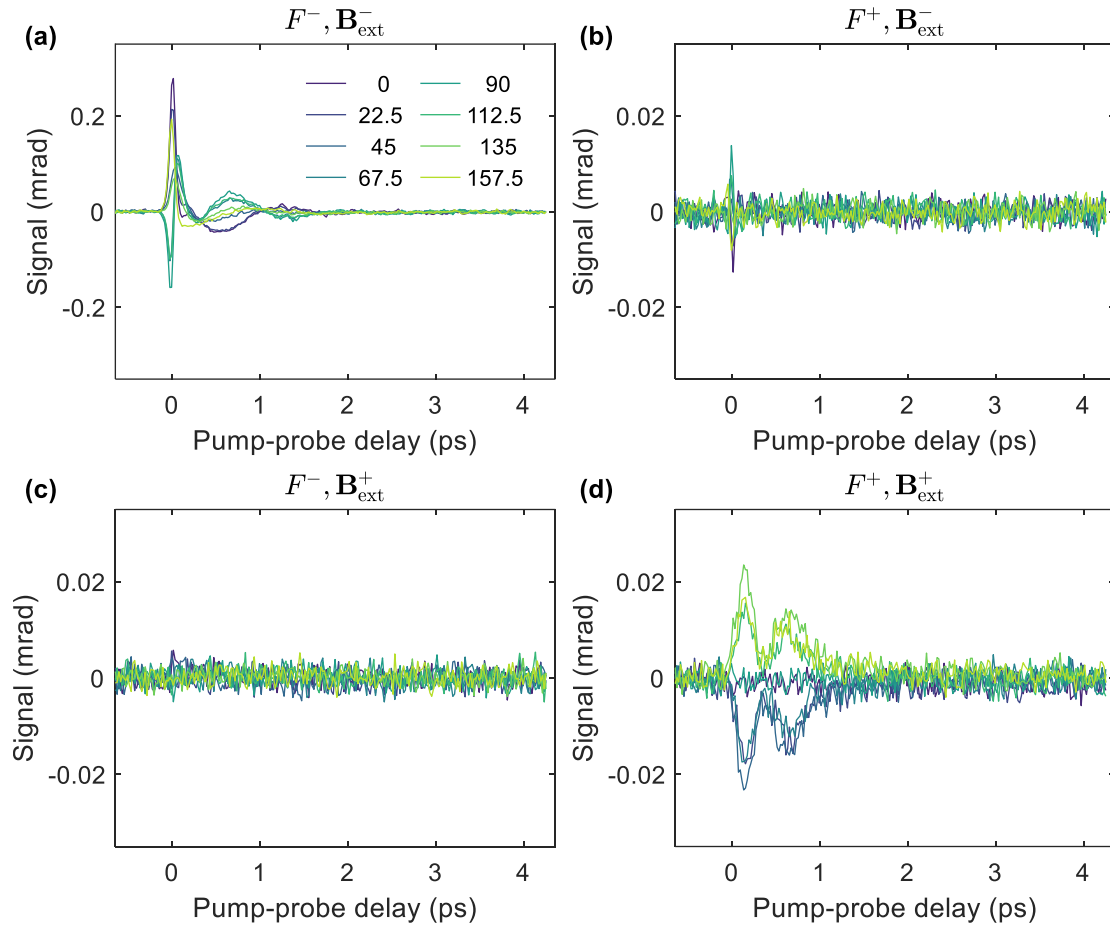 (a)
F⁻, B⁻ext
0 90
22.5 112.5
45 135
67.5 157.5
0.2
0
-0.2
Signal (mrad)
0 1 2 3 4
Pump-probe delay (ps)
(b)
F⁺, B⁻ext
0.02
0
-0.02
Signal (mrad)
0 1 2 3 4
Pump-probe delay (ps)
(c)
F⁻, B⁺ext
0.02
0
-0.02
Signal (mrad)
0 1 2 3 4
Pump-probe delay (ps)
(d)
F⁺, B⁺ext
0.02
0
-0.02
Signal (mrad)
0 1 2 3 4
Pump-probe delay (ps)